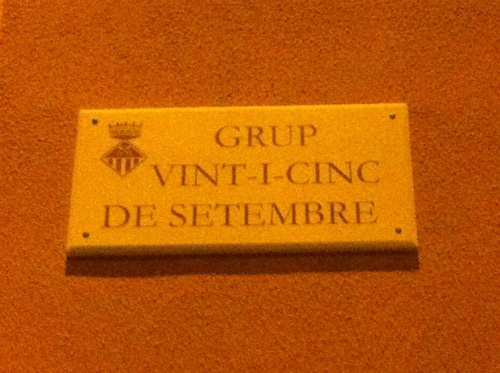 GRUP
VINT-I-CINC
DE SETEMBRE